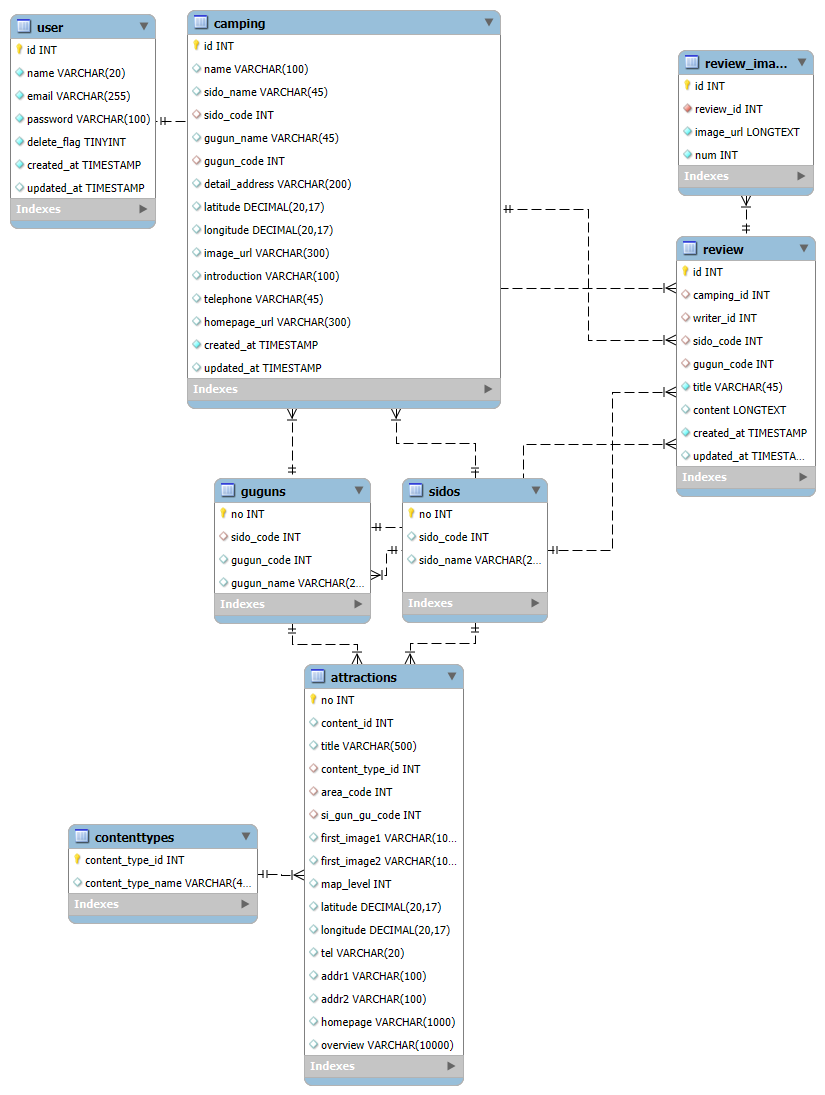 user
id INT
name VARCHAR(20)
email VARCHAR(255)
password VARCHAR(100)
delete_flag TINYINT
created_at TIMESTAMP
updated_at TIMESTAMP
Indexes
camping
id INT
name VARCHAR(100)
sido_name VARCHAR(45)
sido_code INT
gugun_name VARCHAR(45)
gugun_code INT
detail_address VARCHAR(200)
latitude DECIMAL(20,17)
longitude DECIMAL(20,17)
image_url VARCHAR(300)
introduction VARCHAR(100)
telephone VARCHAR(45)
homepage_url VARCHAR(300)
created_at TIMESTAMP
updated_at TIMESTAMP
Indexes
review_ima...
id INT
review_id INT
image_url LONGTEXT
num INT
Indexes
review
id INT
camping_id INT
writer_id INT
sido_code INT
gugun_code INT
title VARCHAR(45)
content LONGTEXT
created_at TIMESTAMP
updated_at TIMESTA...
Indexes
guguns
no INT
sido_code INT
gugun_code INT
gugun_name VARCHAR(2...
Indexes
sidos
no INT
sido_code INT
sido_name VARCHAR(2...
Indexes
attractions
no INT
content_id INT
title VARCHAR(500)
content_type_id INT
area_code INT
si_gun_gu_code INT
first_image1 VARCHAR(10...
first_image2 VARCHAR(10...
map_level INT
latitude DECIMAL(20,17)
longitude DECIMAL(20,17)
tel VARCHAR(20)
addr1 VARCHAR(100)
addr2 VARCHAR(100)
homepage VARCHAR(1000)
overview VARCHAR(10000)
Indexes
contenttypes
content_type_id INT
content_type_name VARCHAR(4...
Indexes